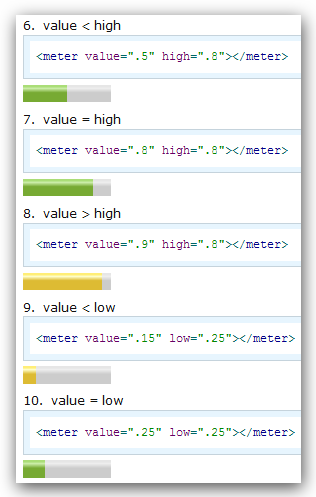 6. value < high
<meter value=".5" high=".8"></meter>
7. value = high
<meter value=".8" high=".8"></meter>
8. value > high
<meter value=".9" high=".8"></meter>
9. value < low
<meter value=".15" low=".25"></meter>
10. value = low
<meter value=".25" low=".25"></meter>